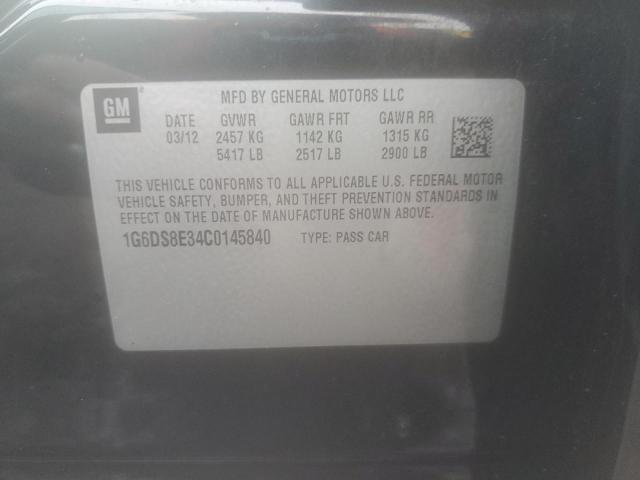 GM
MFD BY GENERAL MOTORS LLC
DATE GVWR GAWR FRT GAWR RR
03/12 2457 KG 1142 KG 1315 KG
5417 LB 2517 LB 2900 LB
THIS VEHICLE CONFORMS TO ALL APPLICABLE U.S. FEDERAL MOTOR
VEHICLE SAFETY, BUMPER, AND THEFT PREVENTION STANDARDS IN
EFFECT ON THE DATE OF MANUFACTURE SHOWN ABOVE.
1G6DS8E34C0145840 TYPE: PASS CAR